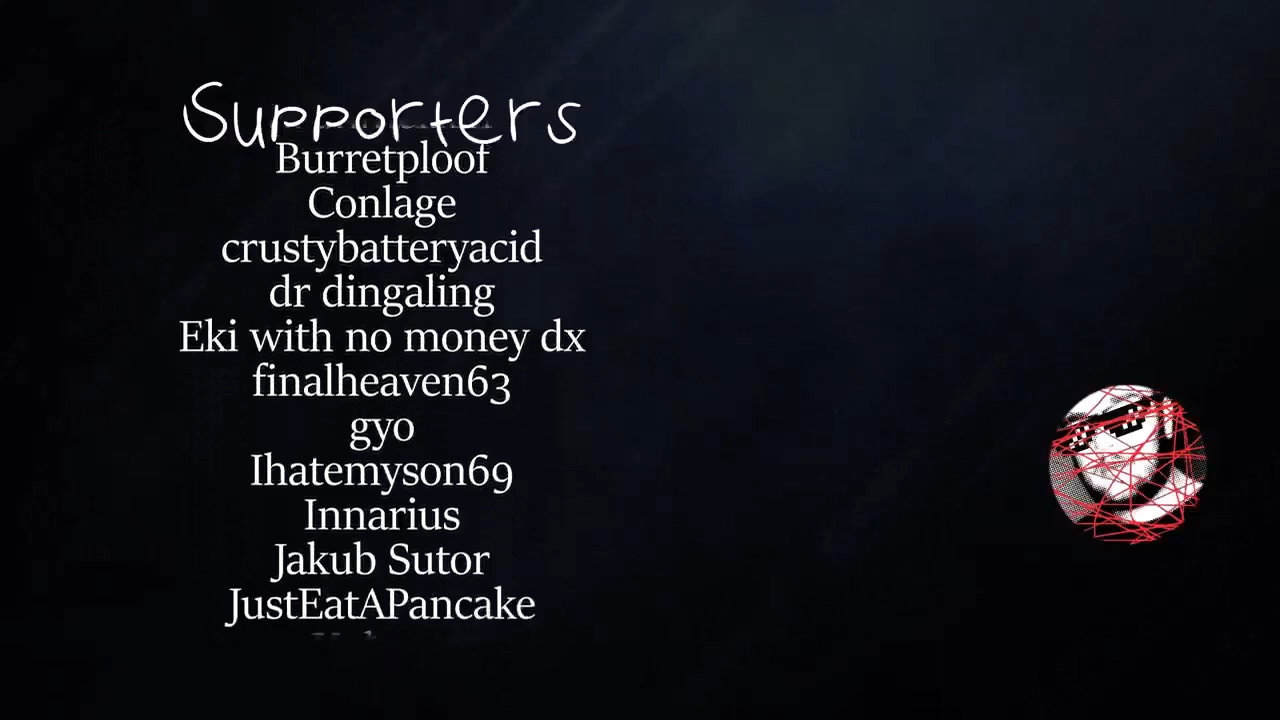 Supporters
Burretploof
Conlage
crustybatteryacid
dr dingaling
Eki with no money dx
finalheaven63
gyo
Ihatemyson69
Innarius
Jakub Sutor
JustEatAPancake